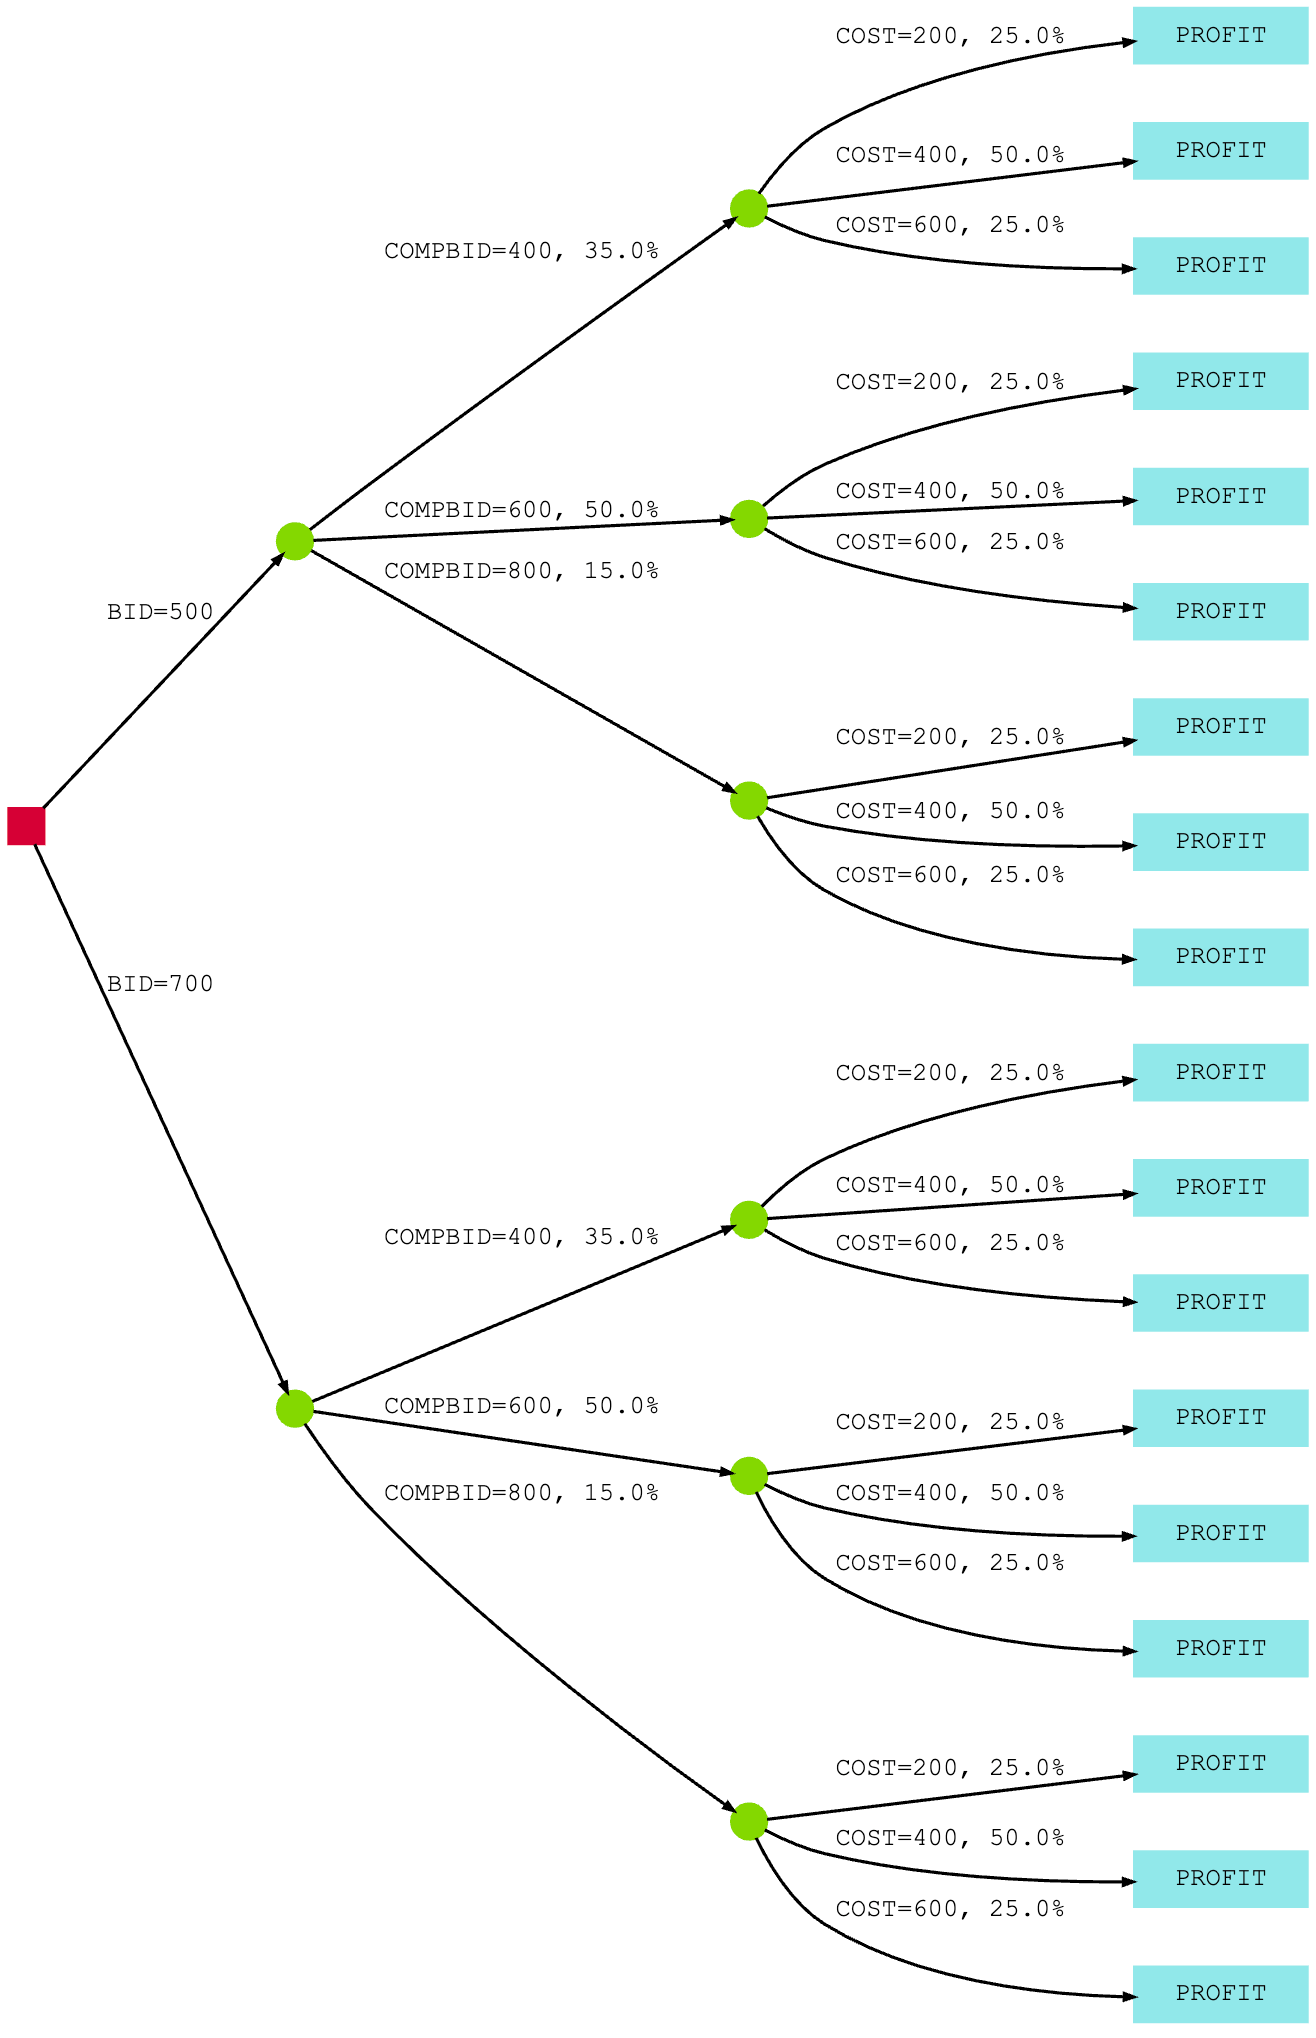 COST=200, 25.0%
PROFIT
COST=400, 50.0%
PROFIT
COST=600, 25.0%
PROFIT
COMPBID=400, 35.0%
COST=200, 25.0%
PROFIT
COST=400, 50.0%
PROFIT
COMPBID=600, 50.0%
COST=600, 25.0%
COMPBID=800, 15.0%
BID=500
PROFIT
COST=200, 25.0%
PROFIT
COST=400, 50.0%
PROFIT
COST=600, 25.0%
PROFIT
BID=700
COST=200, 25.0%
PROFIT
COST=400, 50.0%
PROFIT
COMPBID=400, 35.0%
COST=600, 25.0%
PROFIT
COMPBID=600, 50.0%
COST=200, 25.0%
PROFIT
COMPBID=800, 15.0%
COST=400, 50.0%
PROFIT
COST=600, 25.0%
PROFIT
COST=200, 25.0%
PROFIT
COST=400, 50.0%
PROFIT
COST=600, 25.0%
PROFIT